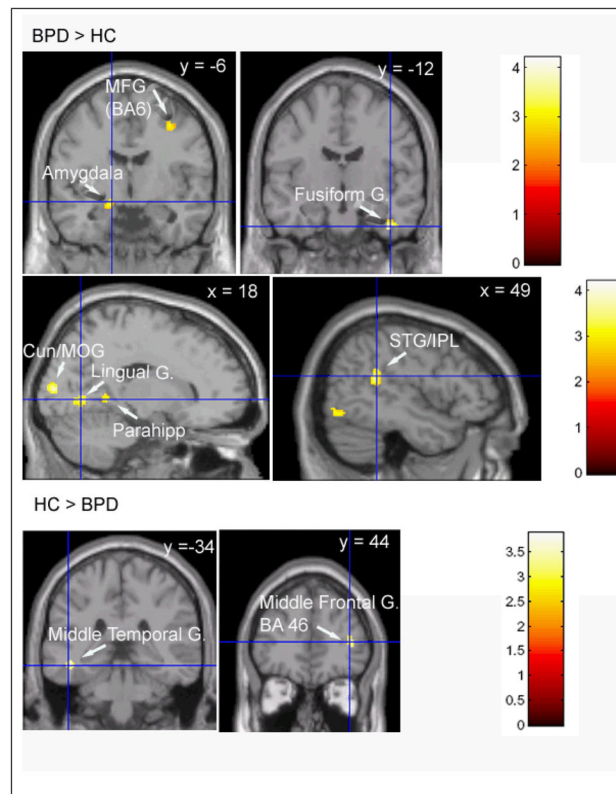 BPD > HC
y = -6
MFG
(BA6)
Amygdala
y = -12
Fusiform G.
4
3
2
1
0
x = 18
Cun/MOG
Lingual G.
Parahipp
x = 49
STG/IPL
4
3
2
1
0
HC > BPD
y =-34
Middle Temporal G.
y = 44
Middle Frontal G.
BA 46
3.5
3
2.5
2
1.5
1
0.5
0